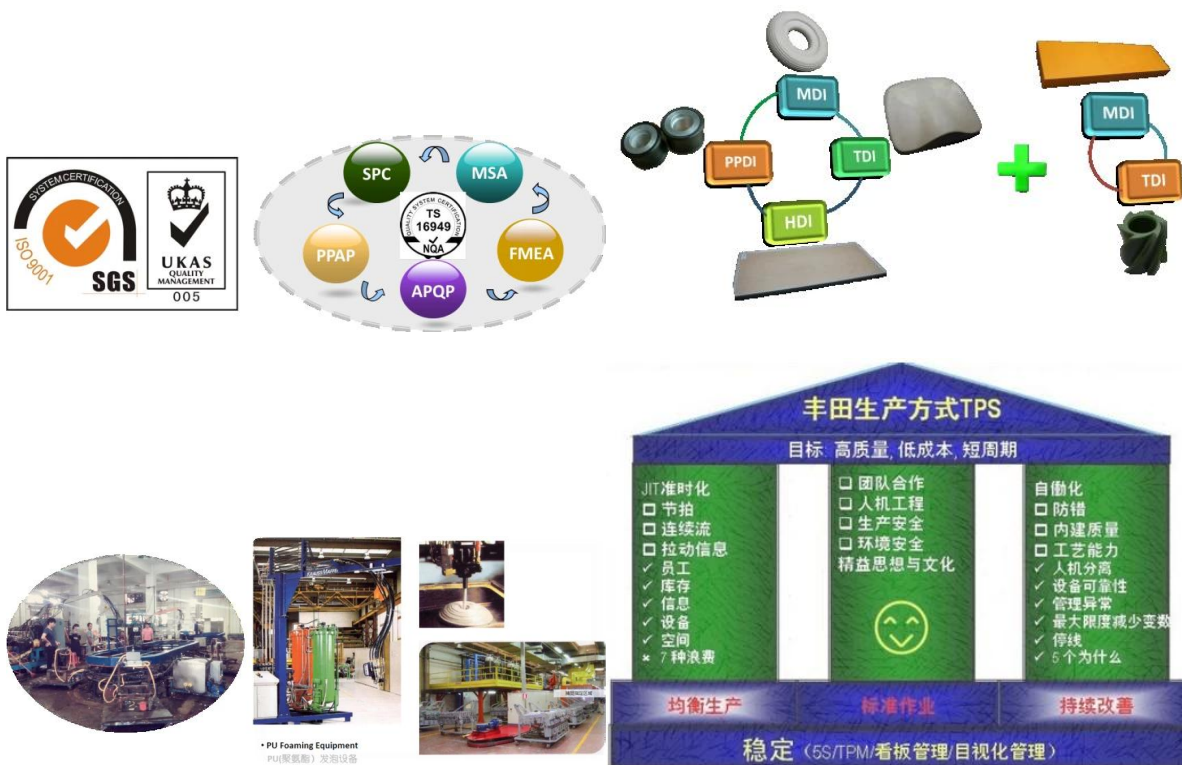 SYSTEM CERTIFICATION
ISO 9001
SGS
UKAS
QUALITY
MANAGEMENT
005
SPC
MSA
PPAP
FMEA
APQP
QUALITY SYSTEM CERTIFICATION
TS
16949
NQA
MDI
PPDI
TDI
HDI
MDI
TDI
• PU Foaming Equipment
PU(聚氨酯）发泡设备
丰田生产方式TPS
目标: 高质量, 低成本, 短周期
JIT准时化
□ 节拍
□ 连续流
□ 拉动信息
✓ 员工
✓ 库存
✓ 信息
✓ 设备
✓ 空间
× 7 种浪费
❑ 团队合作
❑ 人机工程
❑ 生产安全
❑ 环境安全
精益思想与文化
自働化
□ 防错
□ 内建质量
□ 工艺能力
✓ 人机分离
✓ 设备可靠性
✓ 管理异常
✓ 最大限度减少变数
✓ 停线
✓ 5 个为什么
均衡生产
标准作业
持续改善
稳定（5S/TPM/看板管理/目视化管理）